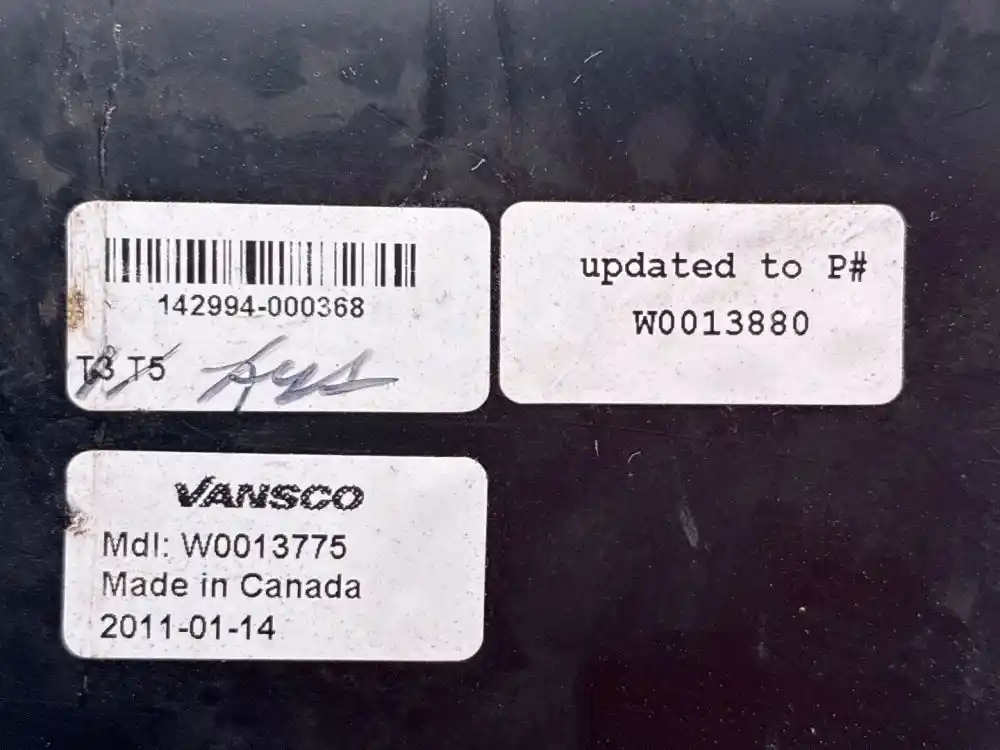 142994-000368
T3 T5
updated to P#
W0013880
VANSCO
Mdl: W0013775
Made in Canada
2011-01-14